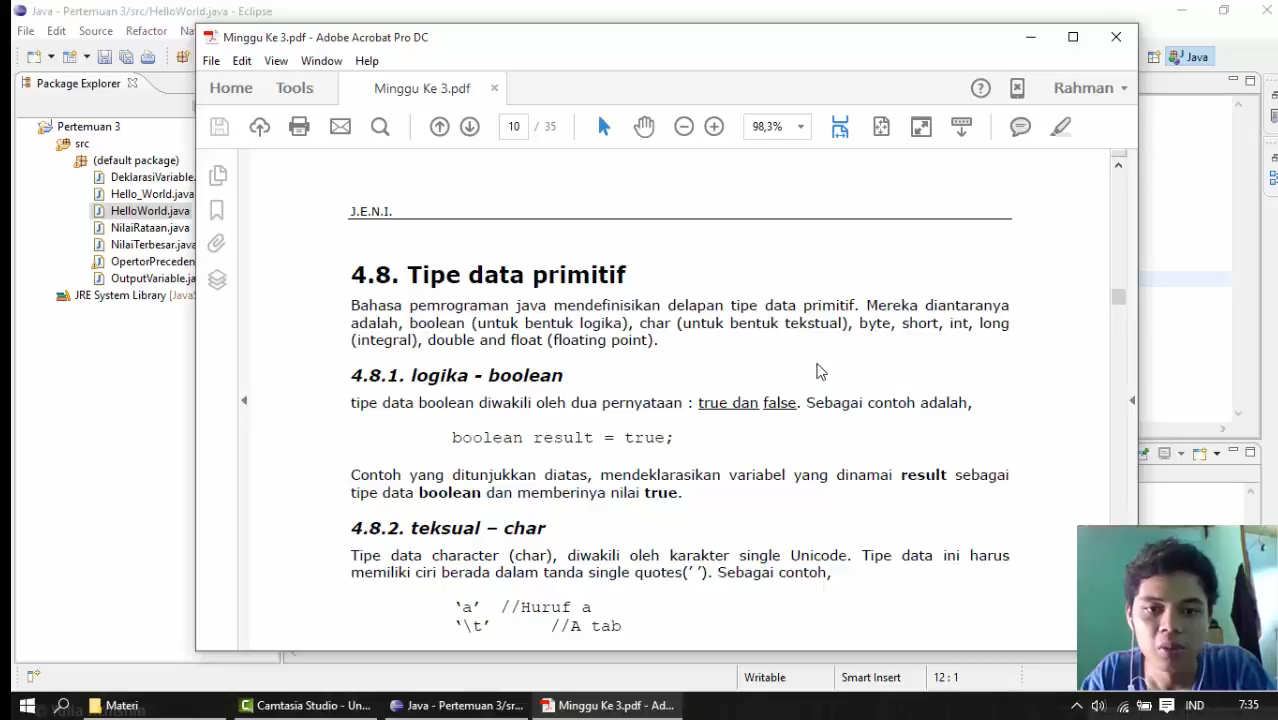 Java - Pertemuan 3/src/HelloWorld.java - Eclipse
File Edit Source Refactor
Package Explorer
Pertemuan 3
src
(default package)
DeklarasiVariable.
Hello_World.java
HelloWorld.java
NilaiRataan.java
NilaiTerbesar.java
OpertorPreceden
OutputVariable.ja
JRE System Library [Java
Java
Minggu Ke 3.pdf - Adobe Acrobat Pro DC
File Edit View Window Help
Home Tools Minggu Ke 3.pdf × Rahman
10 / 35 98,3%
J.E.N.I.
4.8. Tipe data primitif
Bahasa pemrograman java mendefinisikan delapan tipe data primitif. Mereka diantaranya
adalah, boolean (untuk bentuk logika), char (untuk bentuk tekstual), byte, short, int, long
(integral), double and float (floating point).
4.8.1. logika - boolean
tipe data boolean diwakili oleh dua pernyataan : true dan false. Sebagai contoh adalah,
boolean result = true;
Contoh yang ditunjukkan diatas, mendeklarasikan variabel yang dinamai result sebagai
tipe data boolean dan memberinya nilai true.
4.8.2. teksual – char
Tipe data character (char), diwakili oleh karakter single Unicode. Tipe data ini harus
memiliki ciri berada dalam tanda single quotes(’ ’). Sebagai contoh,
‘a’ //Huruf a
‘\t’ //A tab
Writable Smart Insert 12 : 1
Materi Camtasia Studio - Un... Java - Pertemuan 3/sr... Minggu Ke 3.pdf - Ad... IND 7:35